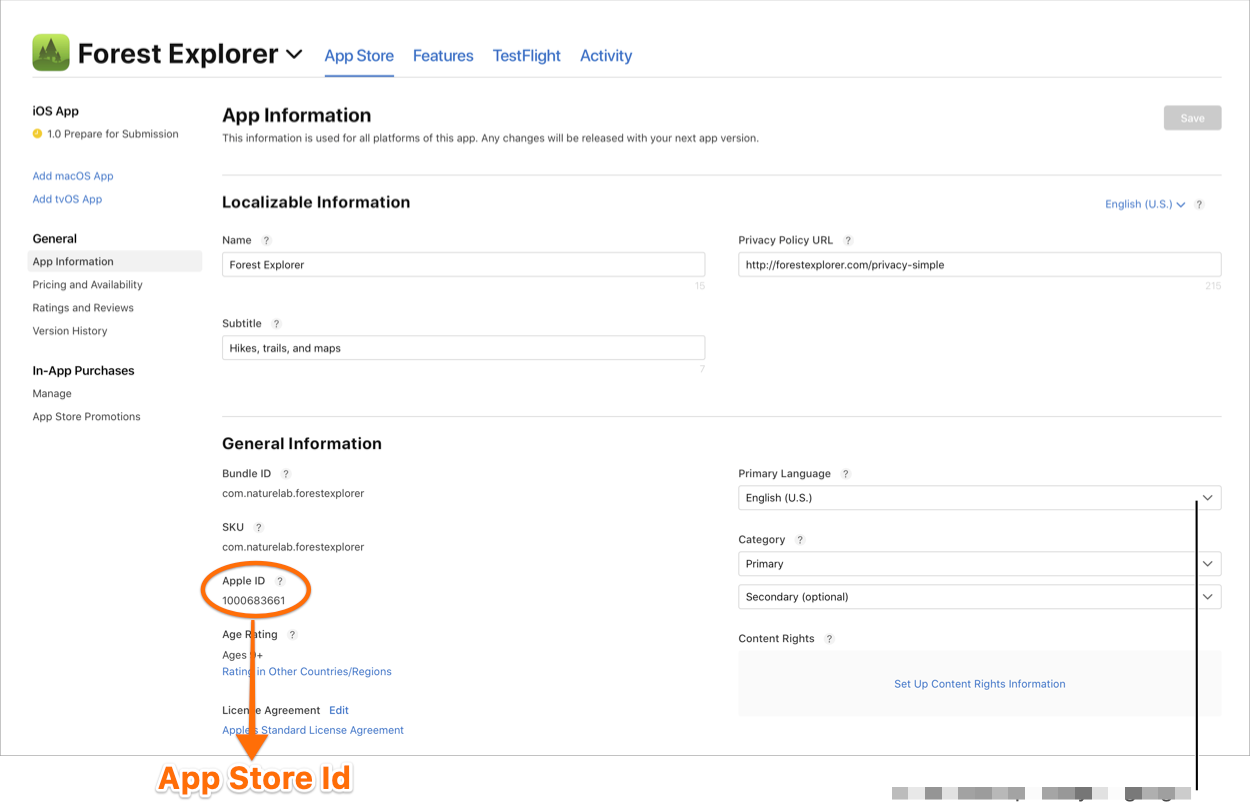 Forest Explorer App Store Features TestFlight Activity
iOS App
1.0 Prepare for Submission
Add macOS App
Add tvOS App
General
App Information
Pricing and Availability
Ratings and Reviews
Version History
In-App Purchases
Manage
App Store Promotions
App Information
Save
This information is used for all platforms of this app. Any changes will be released with your next app version.
Localizable Information
English (U.S.) ?
Name ?
Forest Explorer
15
Privacy Policy URL ?
http://forestexplorer.com/privacy-simple
215
Subtitle ?
Hikes, trails, and maps
7
General Information
Bundle ID ?
com.naturelab.forestexplorer
SKU ?
com.naturelab.forestexplorer
Apple ID ?
1000683661
Age Rating ?
Ages 9+
Rating in Other Countries/Regions
License Agreement Edit
Apple's Standard License Agreement
Primary Language ?
English (U.S.)
Category ?
Primary
Secondary (optional)
Content Rights ?
Set Up Content Rights Information
App Store Id